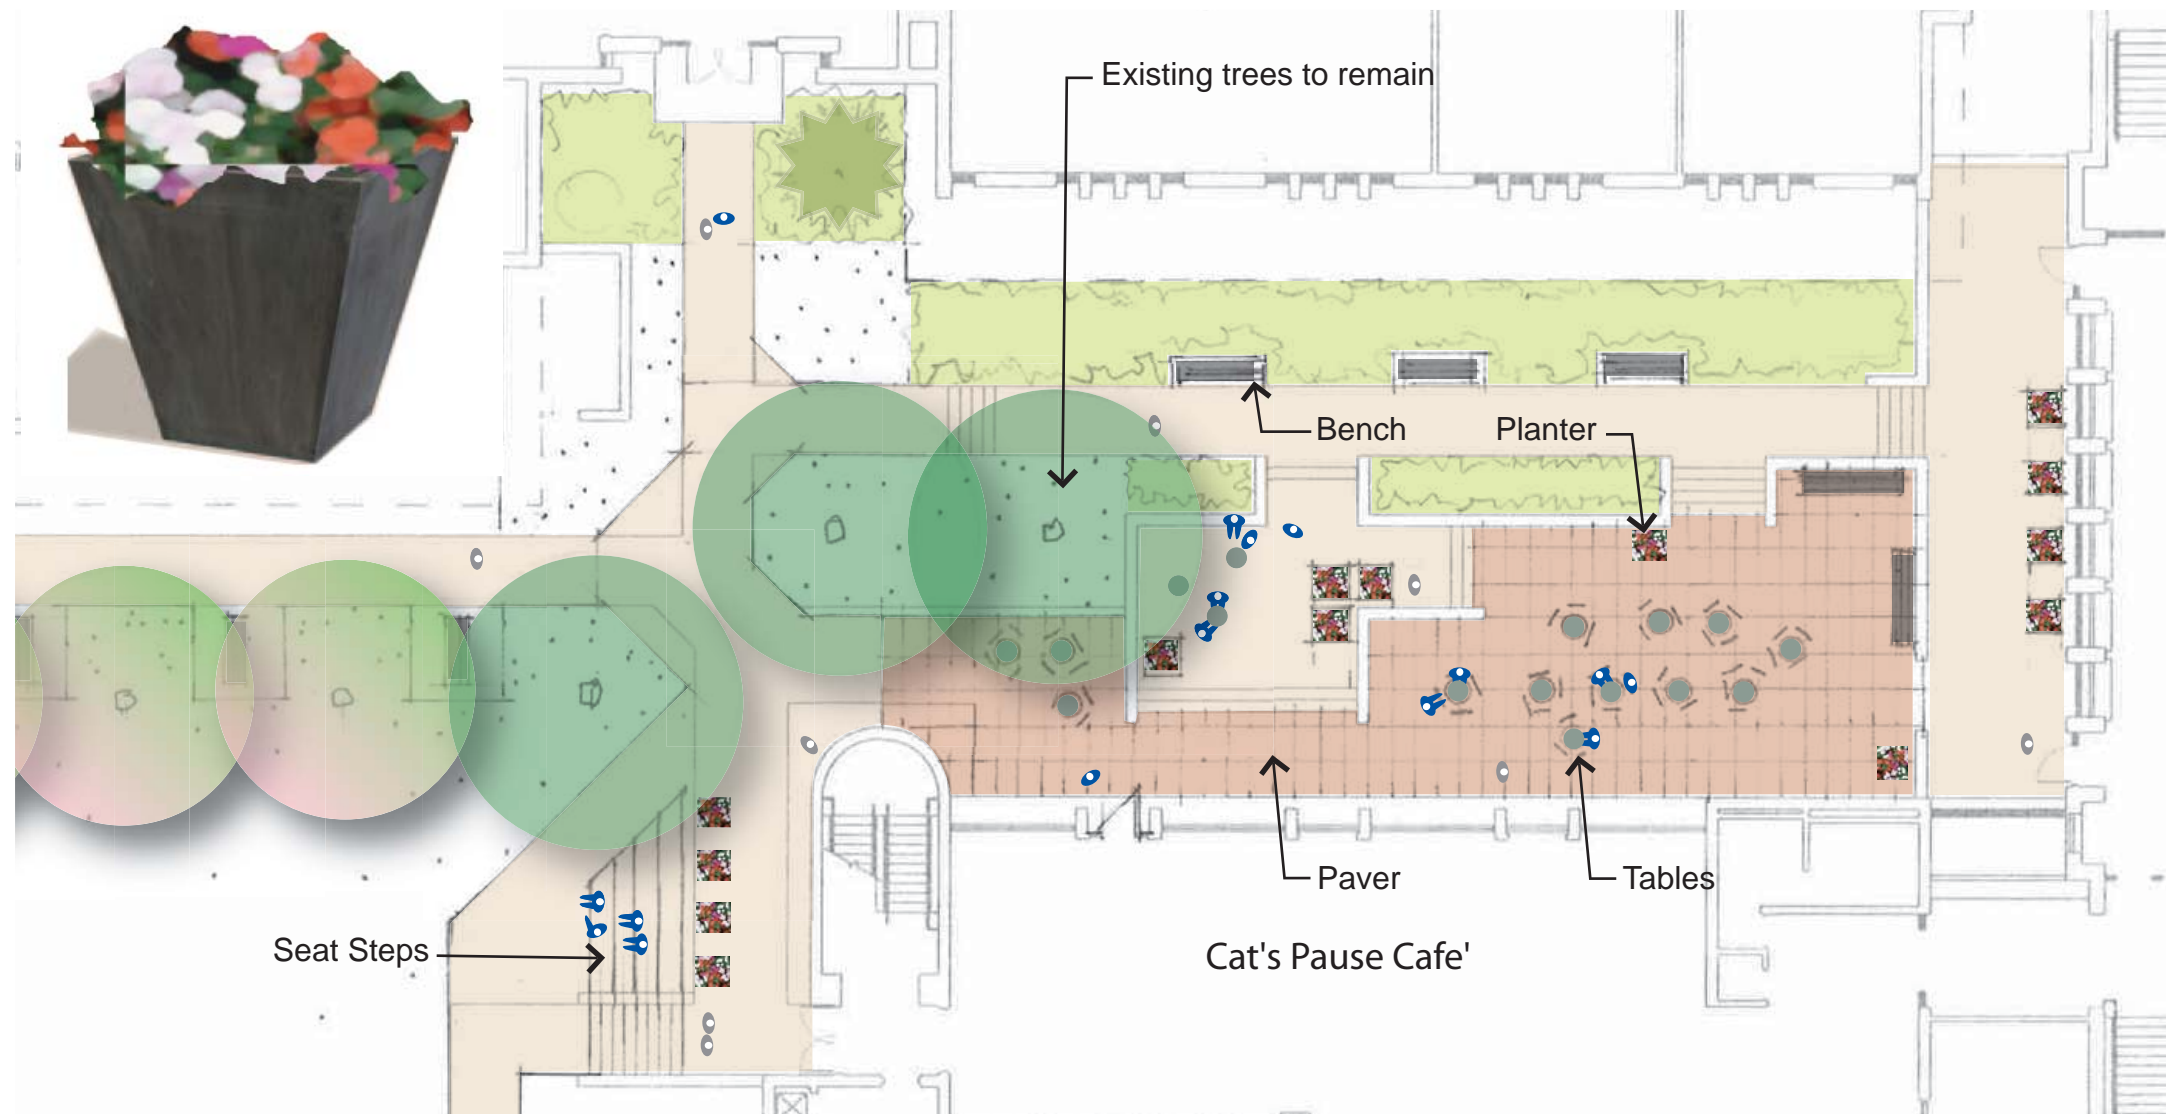 Existing trees to remain
Bench
Planter
Paver
Tables
Seat Steps
Cat's Pause Cafe'